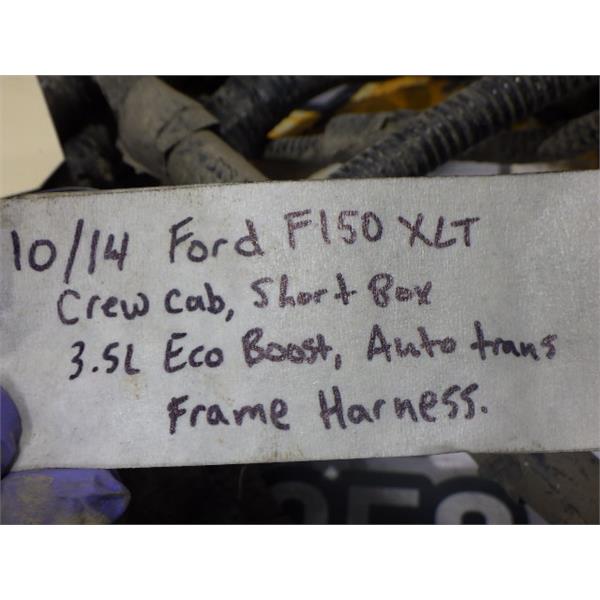 10/14 Ford F150 XLT
Crew cab, Short Box
3.5L Eco Boost, Auto trans
Frame Harness.